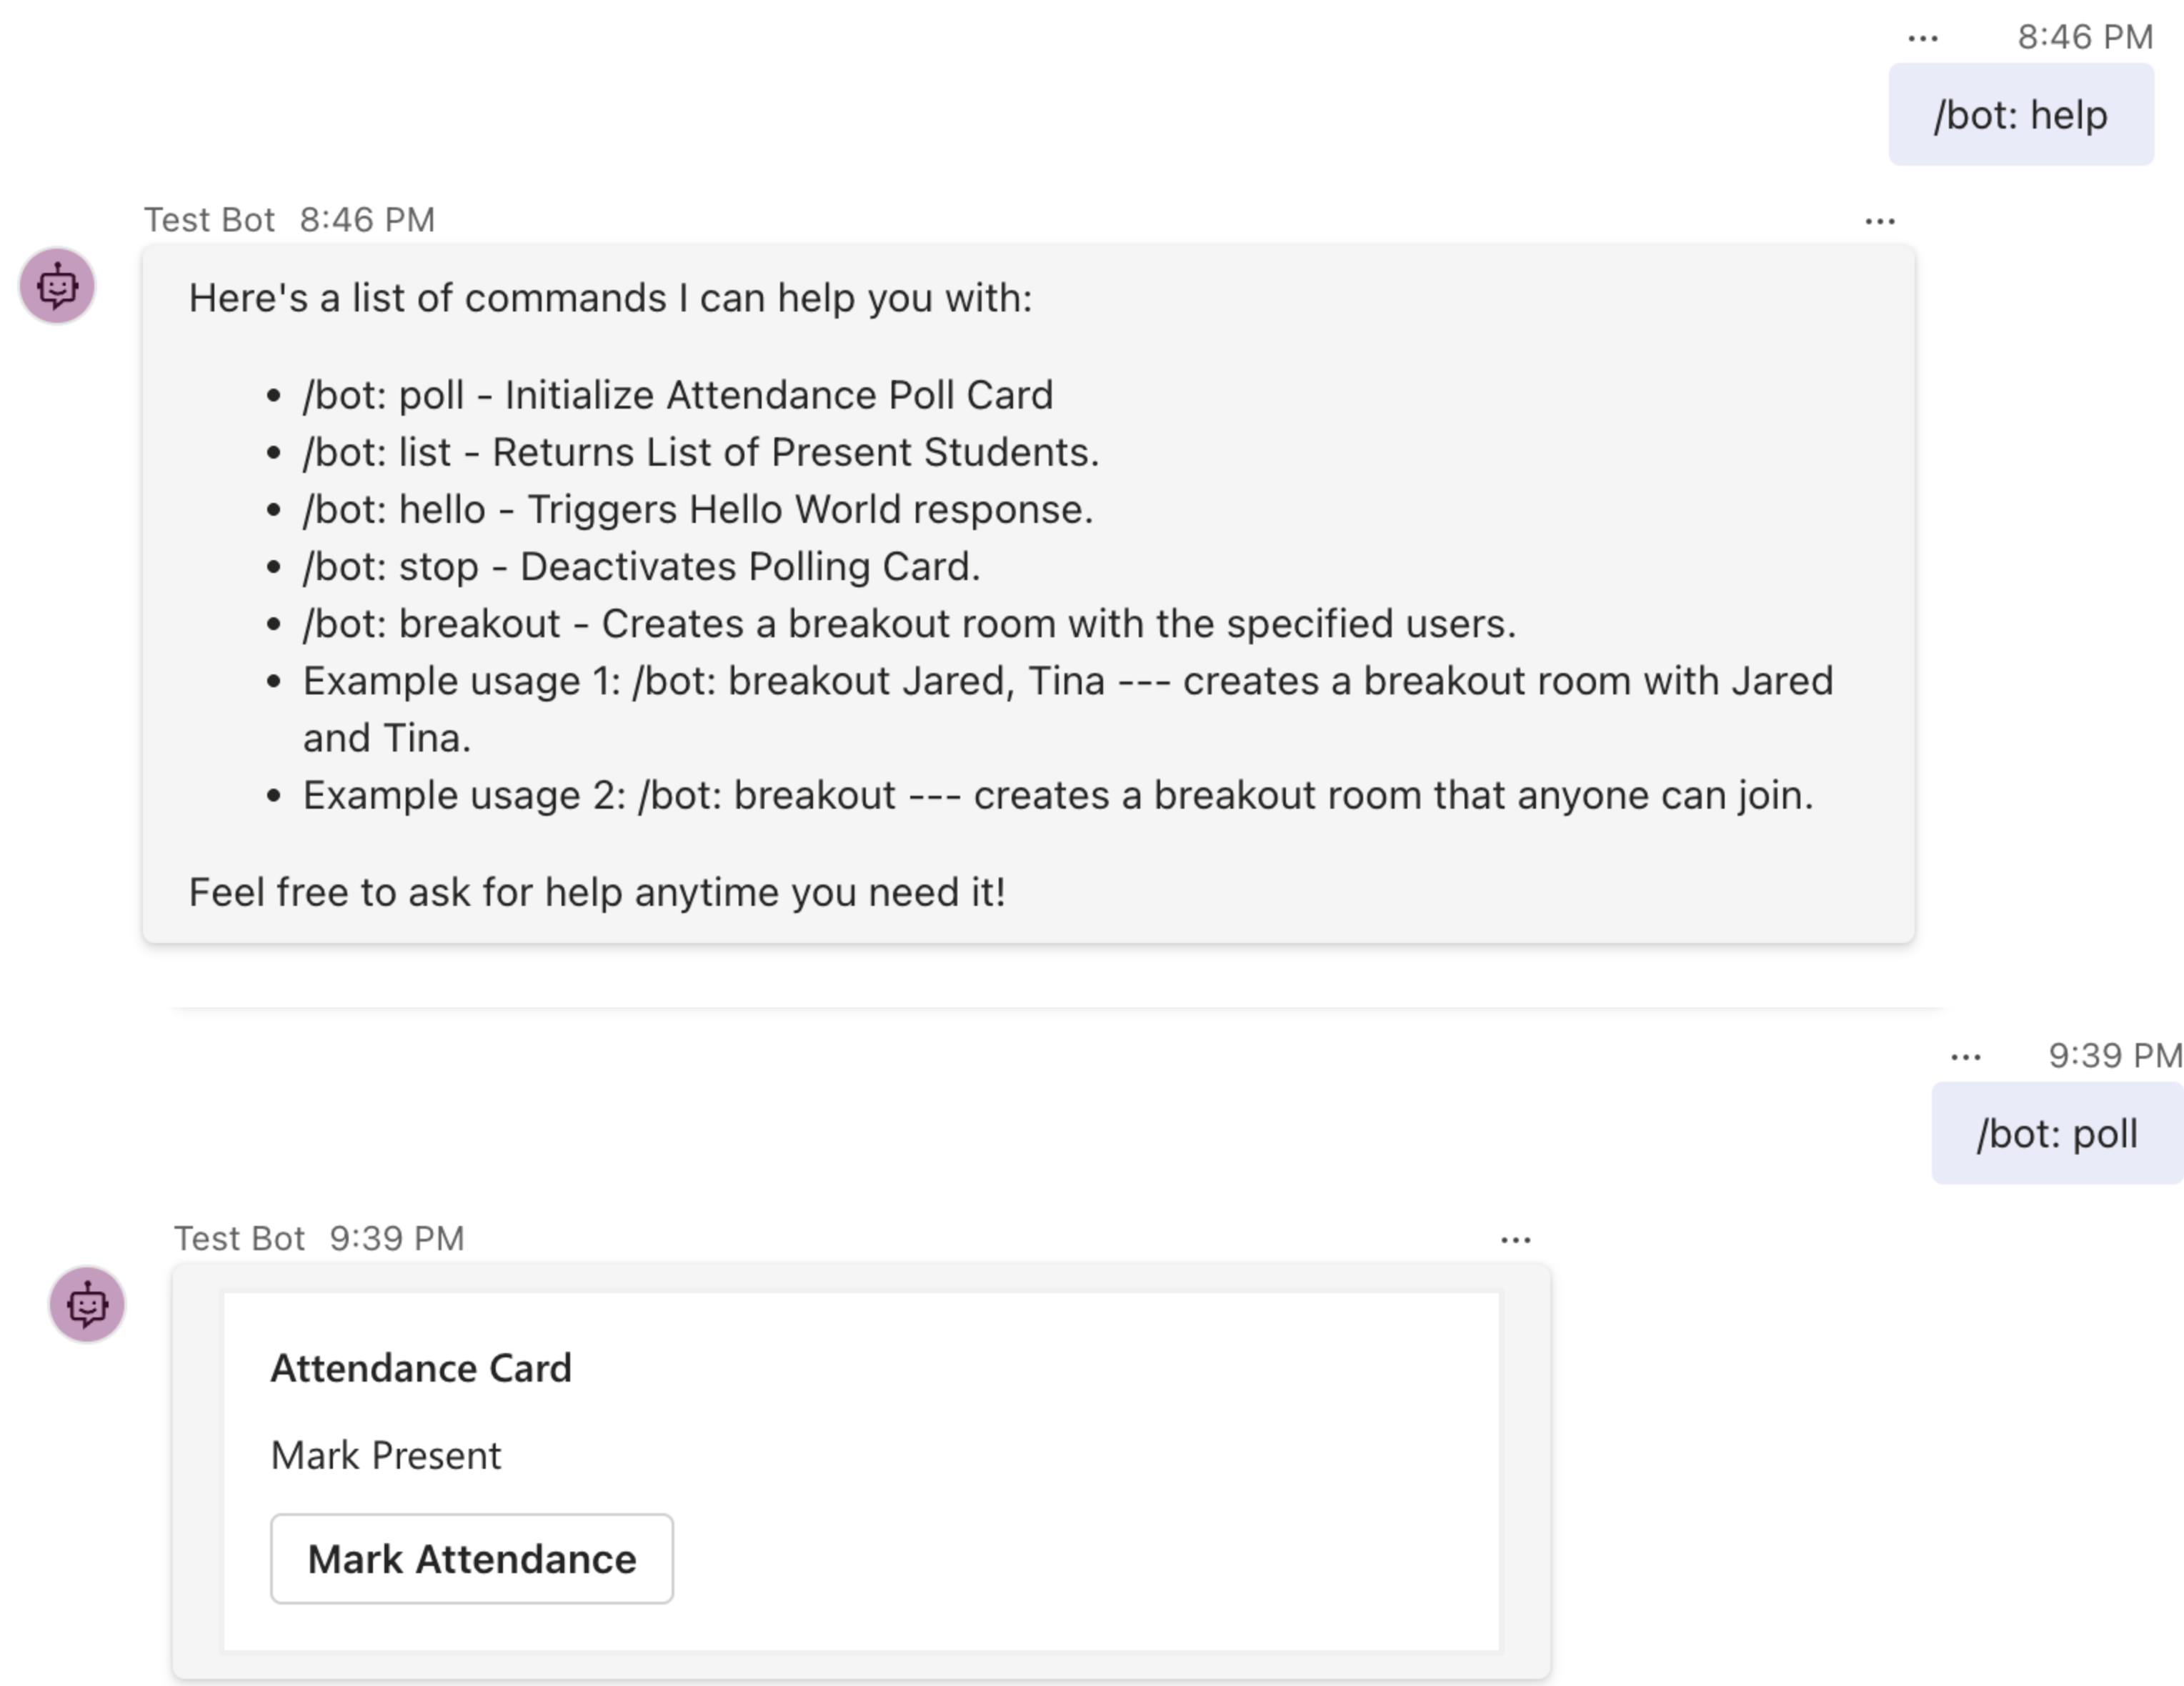 ... 8:46 PM
/bot: help
Test Bot 8:46 PM ...
Here's a list of commands I can help you with:
• /bot: poll - Initialize Attendance Poll Card
• /bot: list - Returns List of Present Students.
• /bot: hello - Triggers Hello World response.
• /bot: stop - Deactivates Polling Card.
• /bot: breakout - Creates a breakout room with the specified users.
• Example usage 1: /bot: breakout Jared, Tina --- creates a breakout room with Jared
and Tina.
• Example usage 2: /bot: breakout --- creates a breakout room that anyone can join.
Feel free to ask for help anytime you need it!
... 9:39 PM
/bot: poll
Test Bot 9:39 PM ...
Attendance Card
Mark Present
Mark Attendance